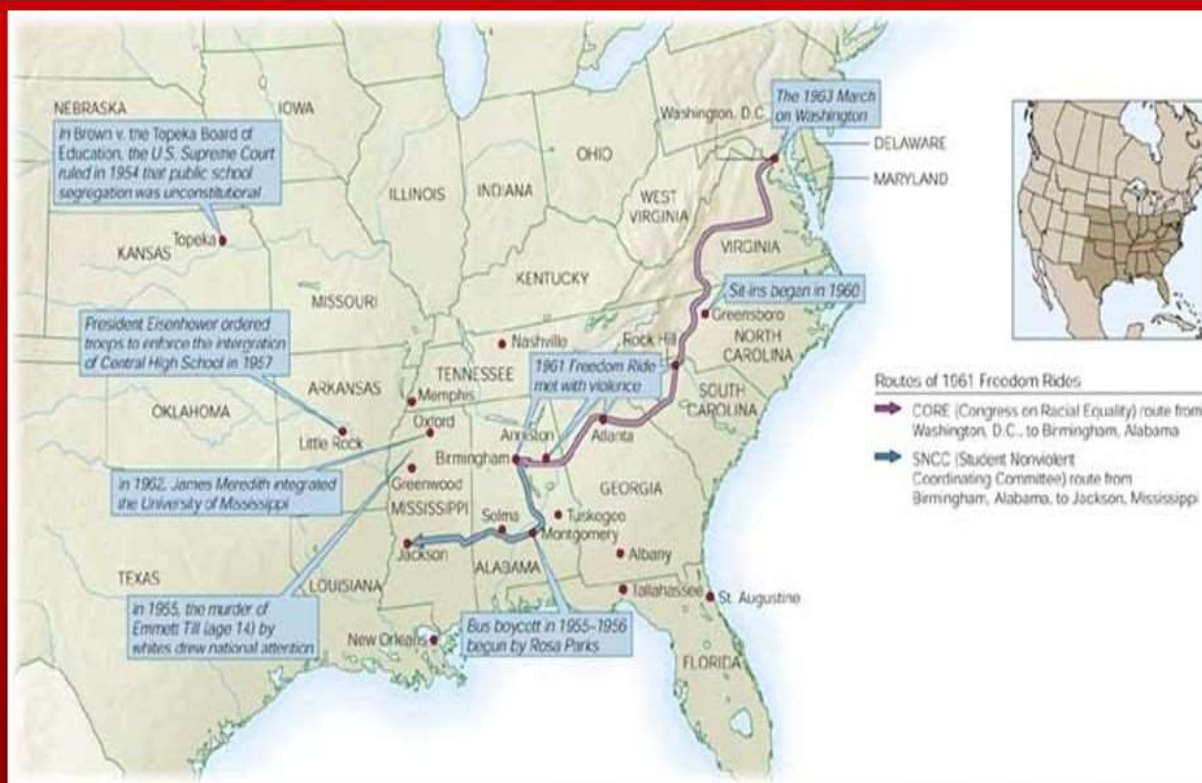 NEBRASKA
IOWA
In Brown v. the Topeka Board of
Education, the U.S. Supreme Court
ruled in 1954 that public school
segregation was unconstitutional
Topeka
KANSAS
MISSOURI
ILLINOIS
INDIANA
OHIO
WEST
VIRGINIA
Washington, D.C.
The 1963 March
on Washington
DELAWARE
MARYLAND
VIRGINIA
KENTUCKY
Sit-ins began in 1960
Greensboro
NORTH
CAROLINA
Rock Hill
SOUTH
CAROLINA
President Eisenhower ordered
troops to enforce the intergration
of Central High School in 1957
Nashville
TENNESSEE
1961 Freedom Ride
met with violence
ARKANSAS
Memphis
OKLAHOMA
Little Rock
Oxford
Anniston
Atlanta
Birmingham
In 1962, James Meredith integrated
the University of Mississippi
Greenwood
MISSISSIPPI
GEORGIA
Selma
Tuskegee
Montgomery
Jackson
ALABAMA
Albany
TEXAS
LOUISIANA
Tallahassee
St. Augustine
In 1955, the murder of
Emmett Till (age 14) by
whites drew national attention
New Orleans
Bus boycott in 1955–1956
begun by Rosa Parks
FLORIDA
Routes of 1961 Freedom Rides
CORE (Congress on Racial Equality) route from
Washington, D.C., to Birmingham, Alabama
SNCC (Student Nonviolent
Coordinating Committee) route from
Birmingham, Alabama, to Jackson, Mississippi